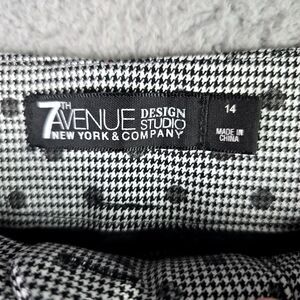 7TH AVENUE DESIGN STUDIO
NEW YORK & COMPANY
14
MADE IN
CHINA